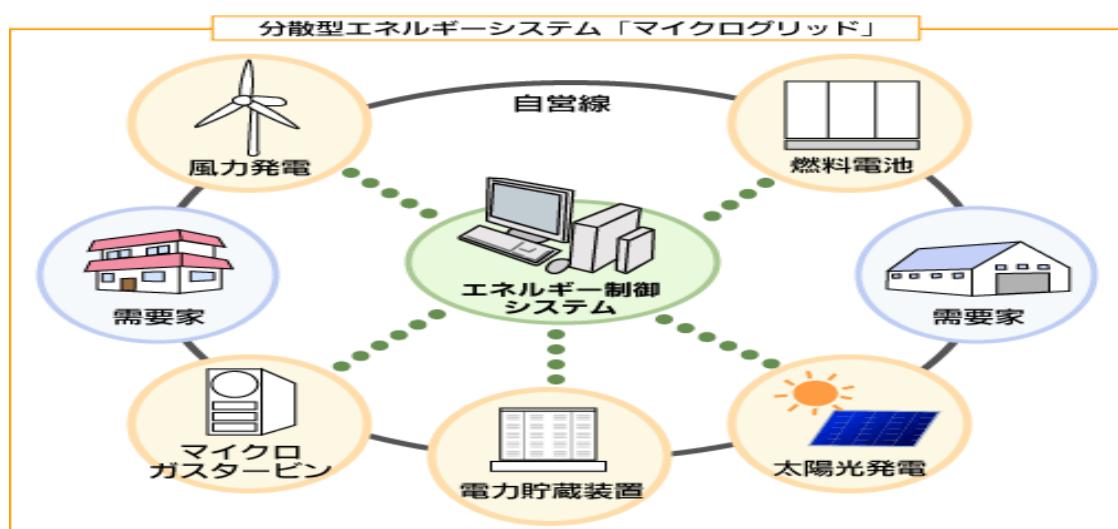 分散型エネルギーシステム「マイクログリッド」
自営線
風力発電
燃料電池
エネルギー制御
システム
需要家
需要家
マイクロ
ガスタービン
電力貯蔵装置
太陽光発電